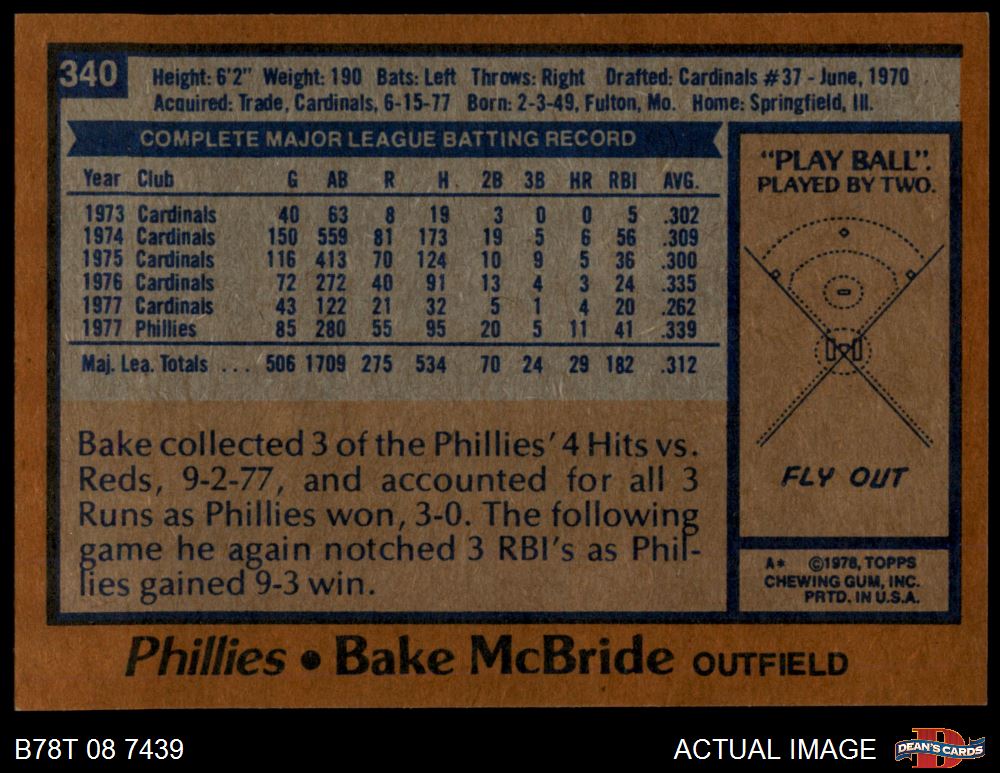 340
Height: 6'2" Weight: 190 Bats: Left Throws: Right Drafted: Cardinals #37 - June, 1970
Acquired: Trade, Cardinals, 6-15-77 Born: 2-3-49, Fulton, Mo. Home: Springfield, Ill.
COMPLETE MAJOR LEAGUE BATTING RECORD
Year Club G AB R H 2B 3B HR RBI AVG.
1973 Cardinals 40 63 8 19 3 0 0 5 .302
1974 Cardinals 150 559 81 173 19 5 6 56 .309
1975 Cardinals 116 413 70 124 10 9 5 36 .300
1976 Cardinals 72 272 40 91 13 4 3 24 .335
1977 Cardinals 43 122 21 32 5 1 4 20 .262
1977 Phillies 85 280 55 95 20 5 11 41 .339
Maj. Lea. Totals . . . 506 1709 275 534 70 24 29 182 .312
Bake collected 3 of the Phillies' 4 Hits vs.
Reds, 9-2-77, and accounted for all 3
Runs as Phillies won, 3-0. The following
game he again notched 3 RBI's as Phil-
lies gained 9-3 win.
"PLAY BALL".
PLAYED BY TWO.
FLY OUT
A* ©1978, TOPPS
CHEWING GUM, INC.
PRTD. IN U.S.A.
Phillies • Bake McBride OUTFIELD
B78T 08 7439
ACTUAL IMAGE
D
DEAN'S CARDS